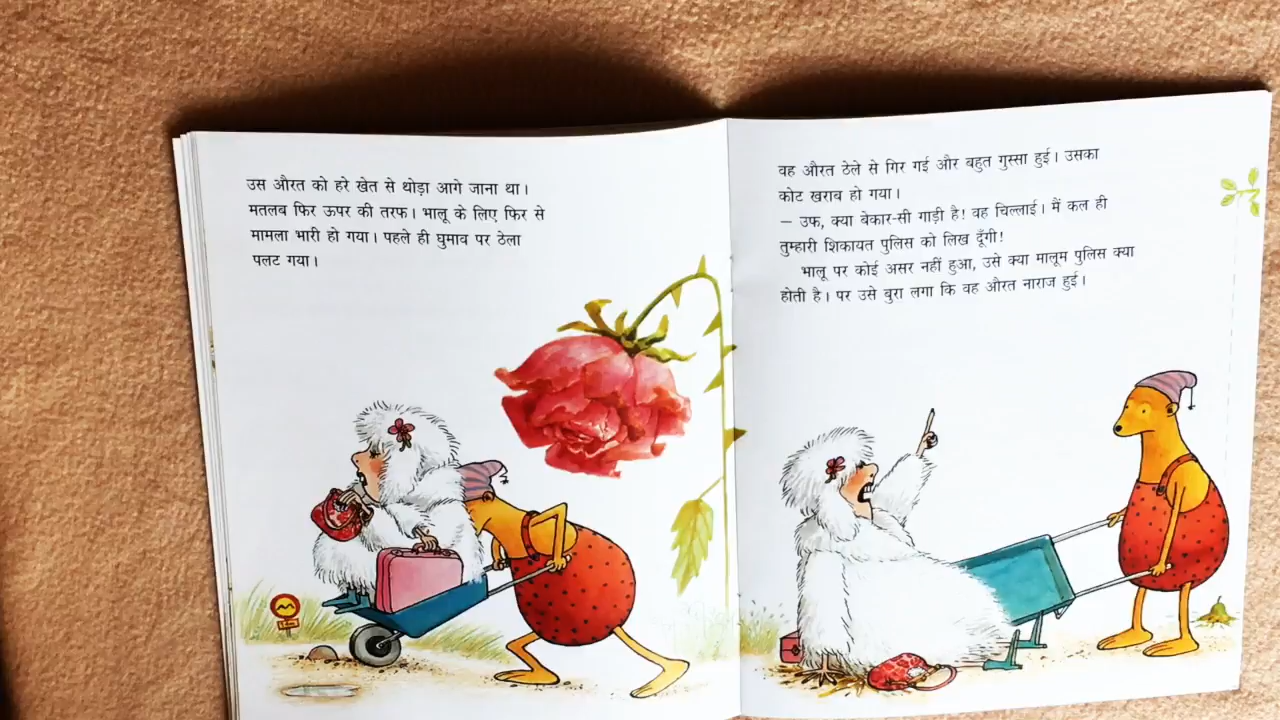 उस औरत को हरे खेत से थोड़ा आगे जाना था।
मतलब फिर ऊपर की तरफ। भालू के लिए फिर से
मामला भारी हो गया। पहले ही घुमाव पर ठेला
पलट गया।
वह औरत ठेले से गिर गई और बहुत गुस्सा हुई। उसका
कोट खराब हो गया।
– उफ, क्या बेकार-सी गाड़ी है! वह चिल्लाई। मैं कल ही
तुम्हारी शिकायत पुलिस को लिख दूँगी!
भालू पर कोई असर नहीं हुआ, उसे क्या मालूम पुलिस क्या
होती है। पर उसे बुरा लगा कि वह औरत नाराज हुई।